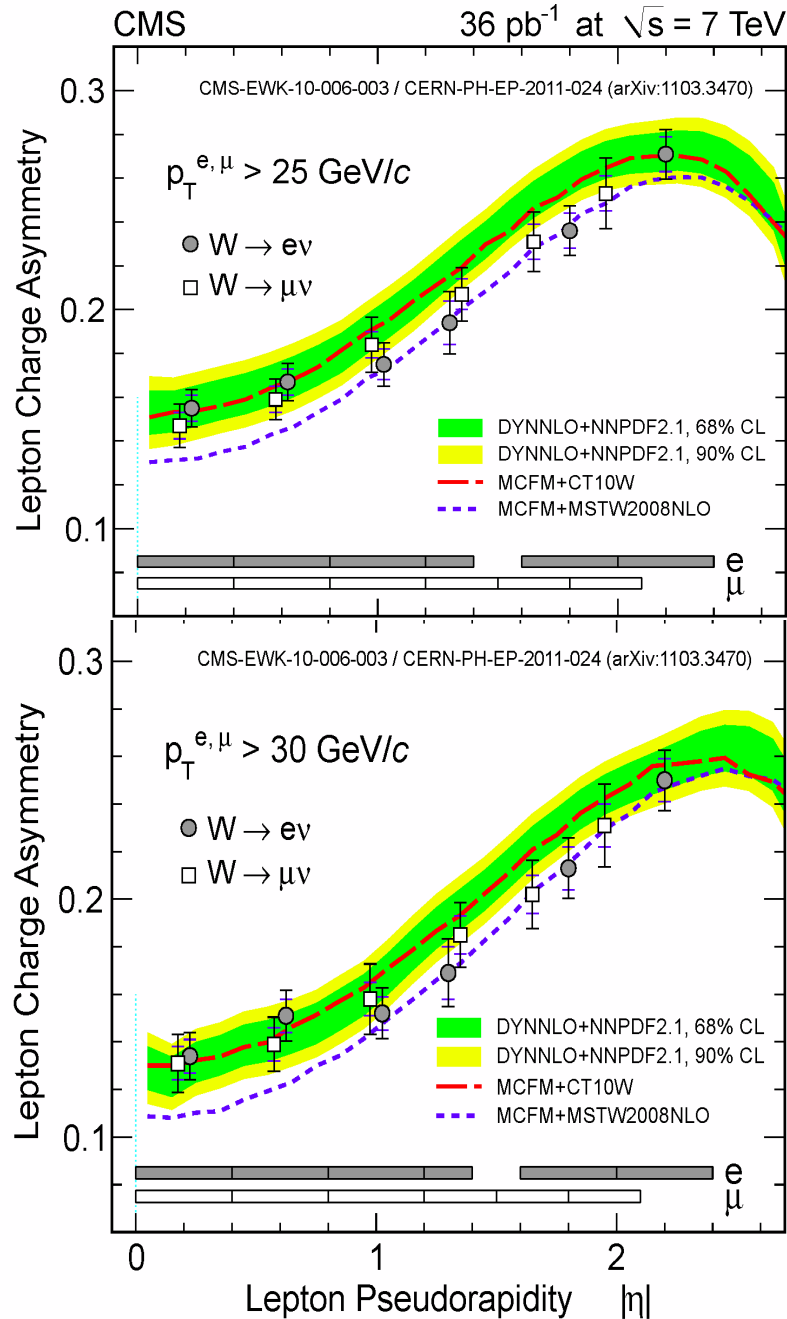 CMS 36 pb⁻¹ at √s = 7 TeV
CMS-EWK-10-006-003 / CERN-PH-EP-2011-024 (arXiv:1103.3470)
0.3
p_T^{e, μ} > 25 GeV/c
W → eν
W → μν
Lepton Charge Asymmetry
0.2
DYNNLO+NNPDF2.1, 68% CL
DYNNLO+NNPDF2.1, 90% CL
MCFM+CT10W
MCFM+MSTW2008NLO
0.1
e
μ
CMS-EWK-10-006-003 / CERN-PH-EP-2011-024 (arXiv:1103.3470)
0.3
p_T^{e, μ} > 30 GeV/c
W → eν
W → μν
Lepton Charge Asymmetry
0.2
DYNNLO+NNPDF2.1, 68% CL
DYNNLO+NNPDF2.1, 90% CL
MCFM+CT10W
MCFM+MSTW2008NLO
0.1
e
μ
0 1 2
Lepton Pseudorapidity |η|